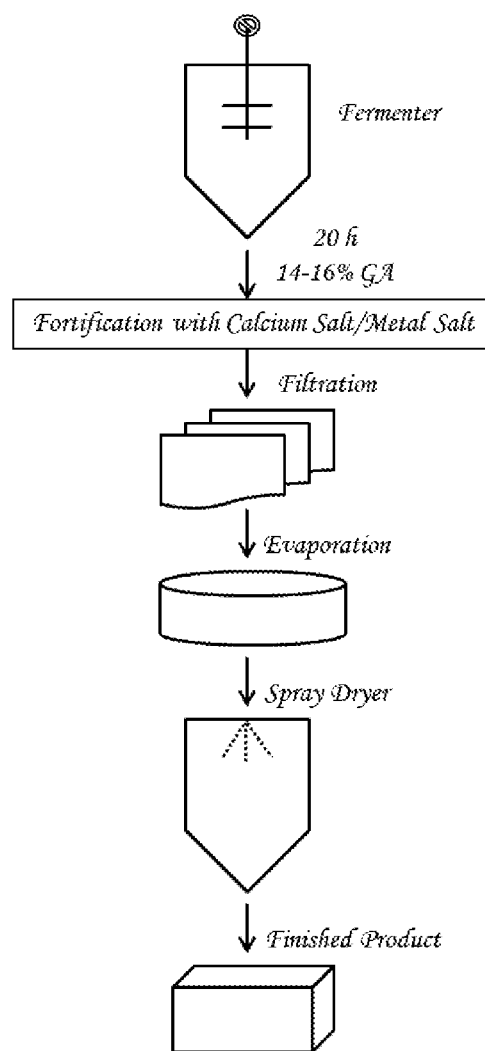 Fermenter
20 h
14-16% GA
Fortification with Calcium Salt/Metal Salt
Filtration
Evaporation
Spray Dryer
Finished Product